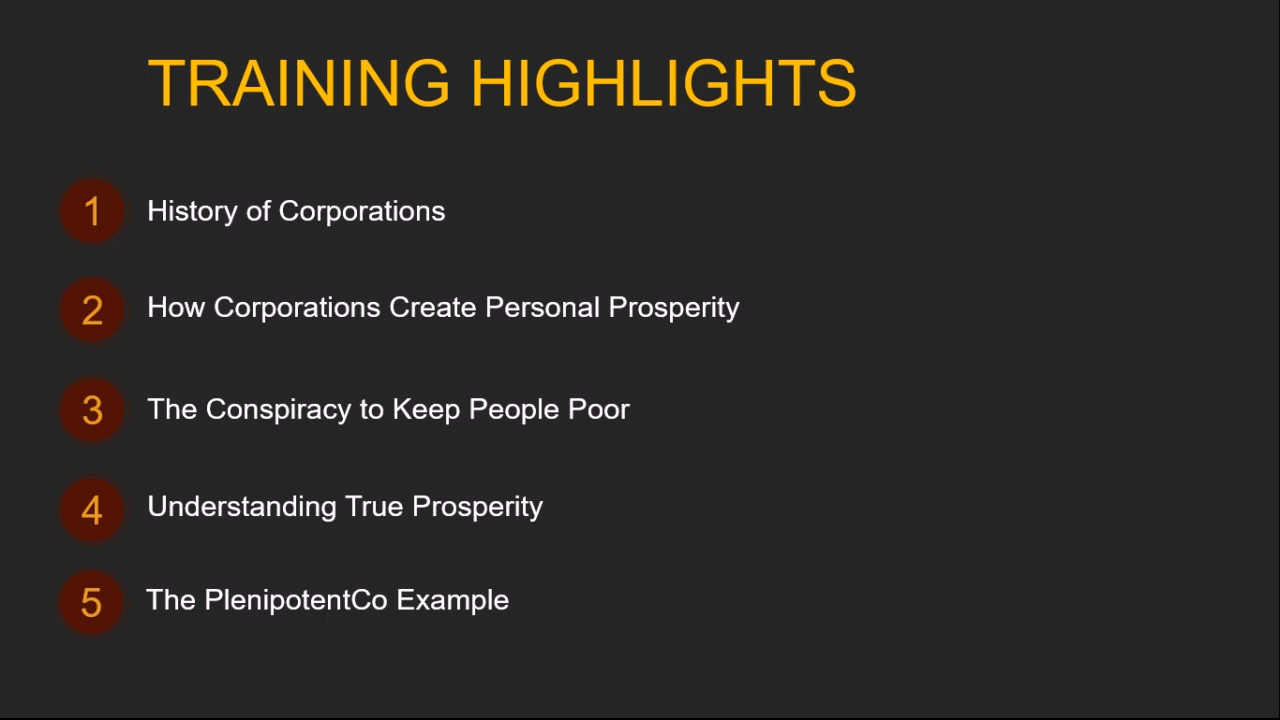 TRAINING HIGHLIGHTS
1 History of Corporations
2 How Corporations Create Personal Prosperity
3 The Conspiracy to Keep People Poor
4 Understanding True Prosperity
5 The PlenipotentCo Example